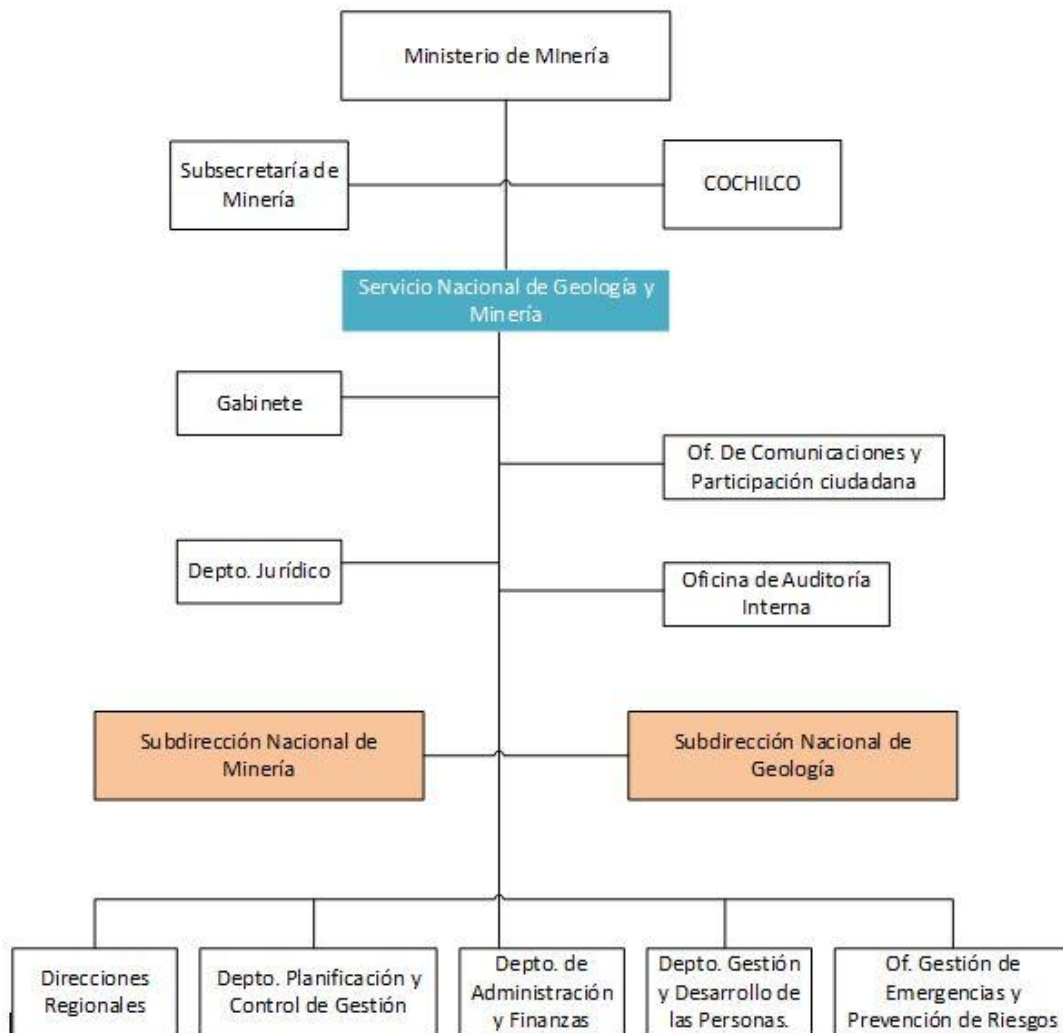 Ministerio de MInería
Subsecretaría de
Minería
COCHILCO
Servicio Nacional de Geología y
Minería
Gabinete
Of. De Comunicaciones y
Participación ciudadana
Depto. Jurídico
Oficina de Auditoría
Interna
Subdirección Nacional de
Minería
Subdirección Nacional de
Geología
Direcciones
Regionales
Depto. Planificación y
Control de Gestión
Depto. de
Administración
y Finanzas
Depto. Gestión
y Desarrollo de
las Personas.
Of. Gestión de
Emergencias y
Prevención de Riesgos